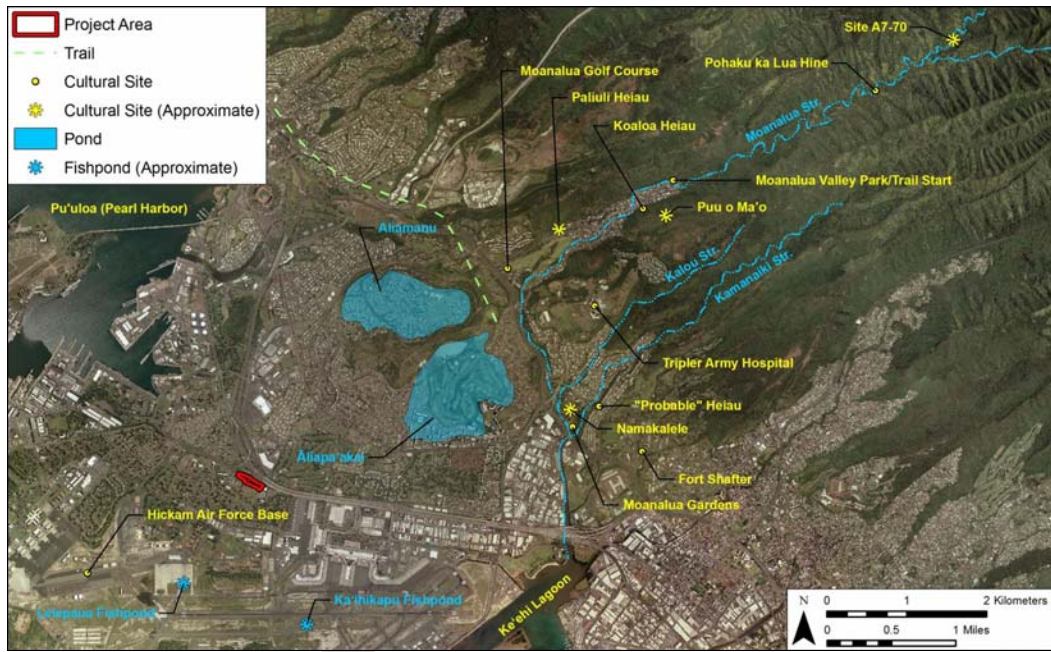 Project Area
Trail
Cultural Site
Cultural Site (Approximate)
Pond
Fishpond (Approximate)
Site A7-70
Pohaku ka Lua Hine
Moanalua Golf Course
Paliuli Heiau
Koaloa Heiau
Moanalua Str.
Moanalua Valley Park/Trail Start
Pu'uloa (Pearl Harbor)
Puu o Ma'o
Aliamanu
Kalou Str.
Kamanaiki Str.
Tripler Army Hospital
"Probable" Heiau
Namakalele
Āliapa'akai
Fort Shafter
Moanalua Gardens
Hickam Air Force Base
Lelepaua Fishpond
Ka'ihikapu Fishpond
Ke'ehi Lagoon
N
0 1 2 Kilometers
0 0.5 1 Miles